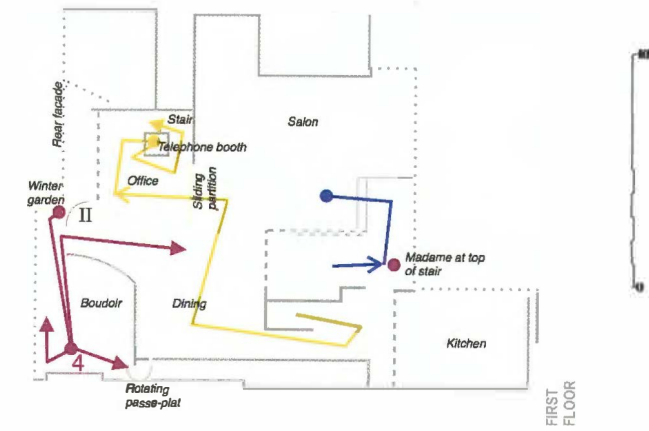 Rear façade
Stair
Telephone booth
Salon
Office
Sliding
partition
Winter
garden
II
Madame at top
of stair
Boudoir
Dining
Kitchen
4
Rotating
passe-plat
FIRST
FLOOR